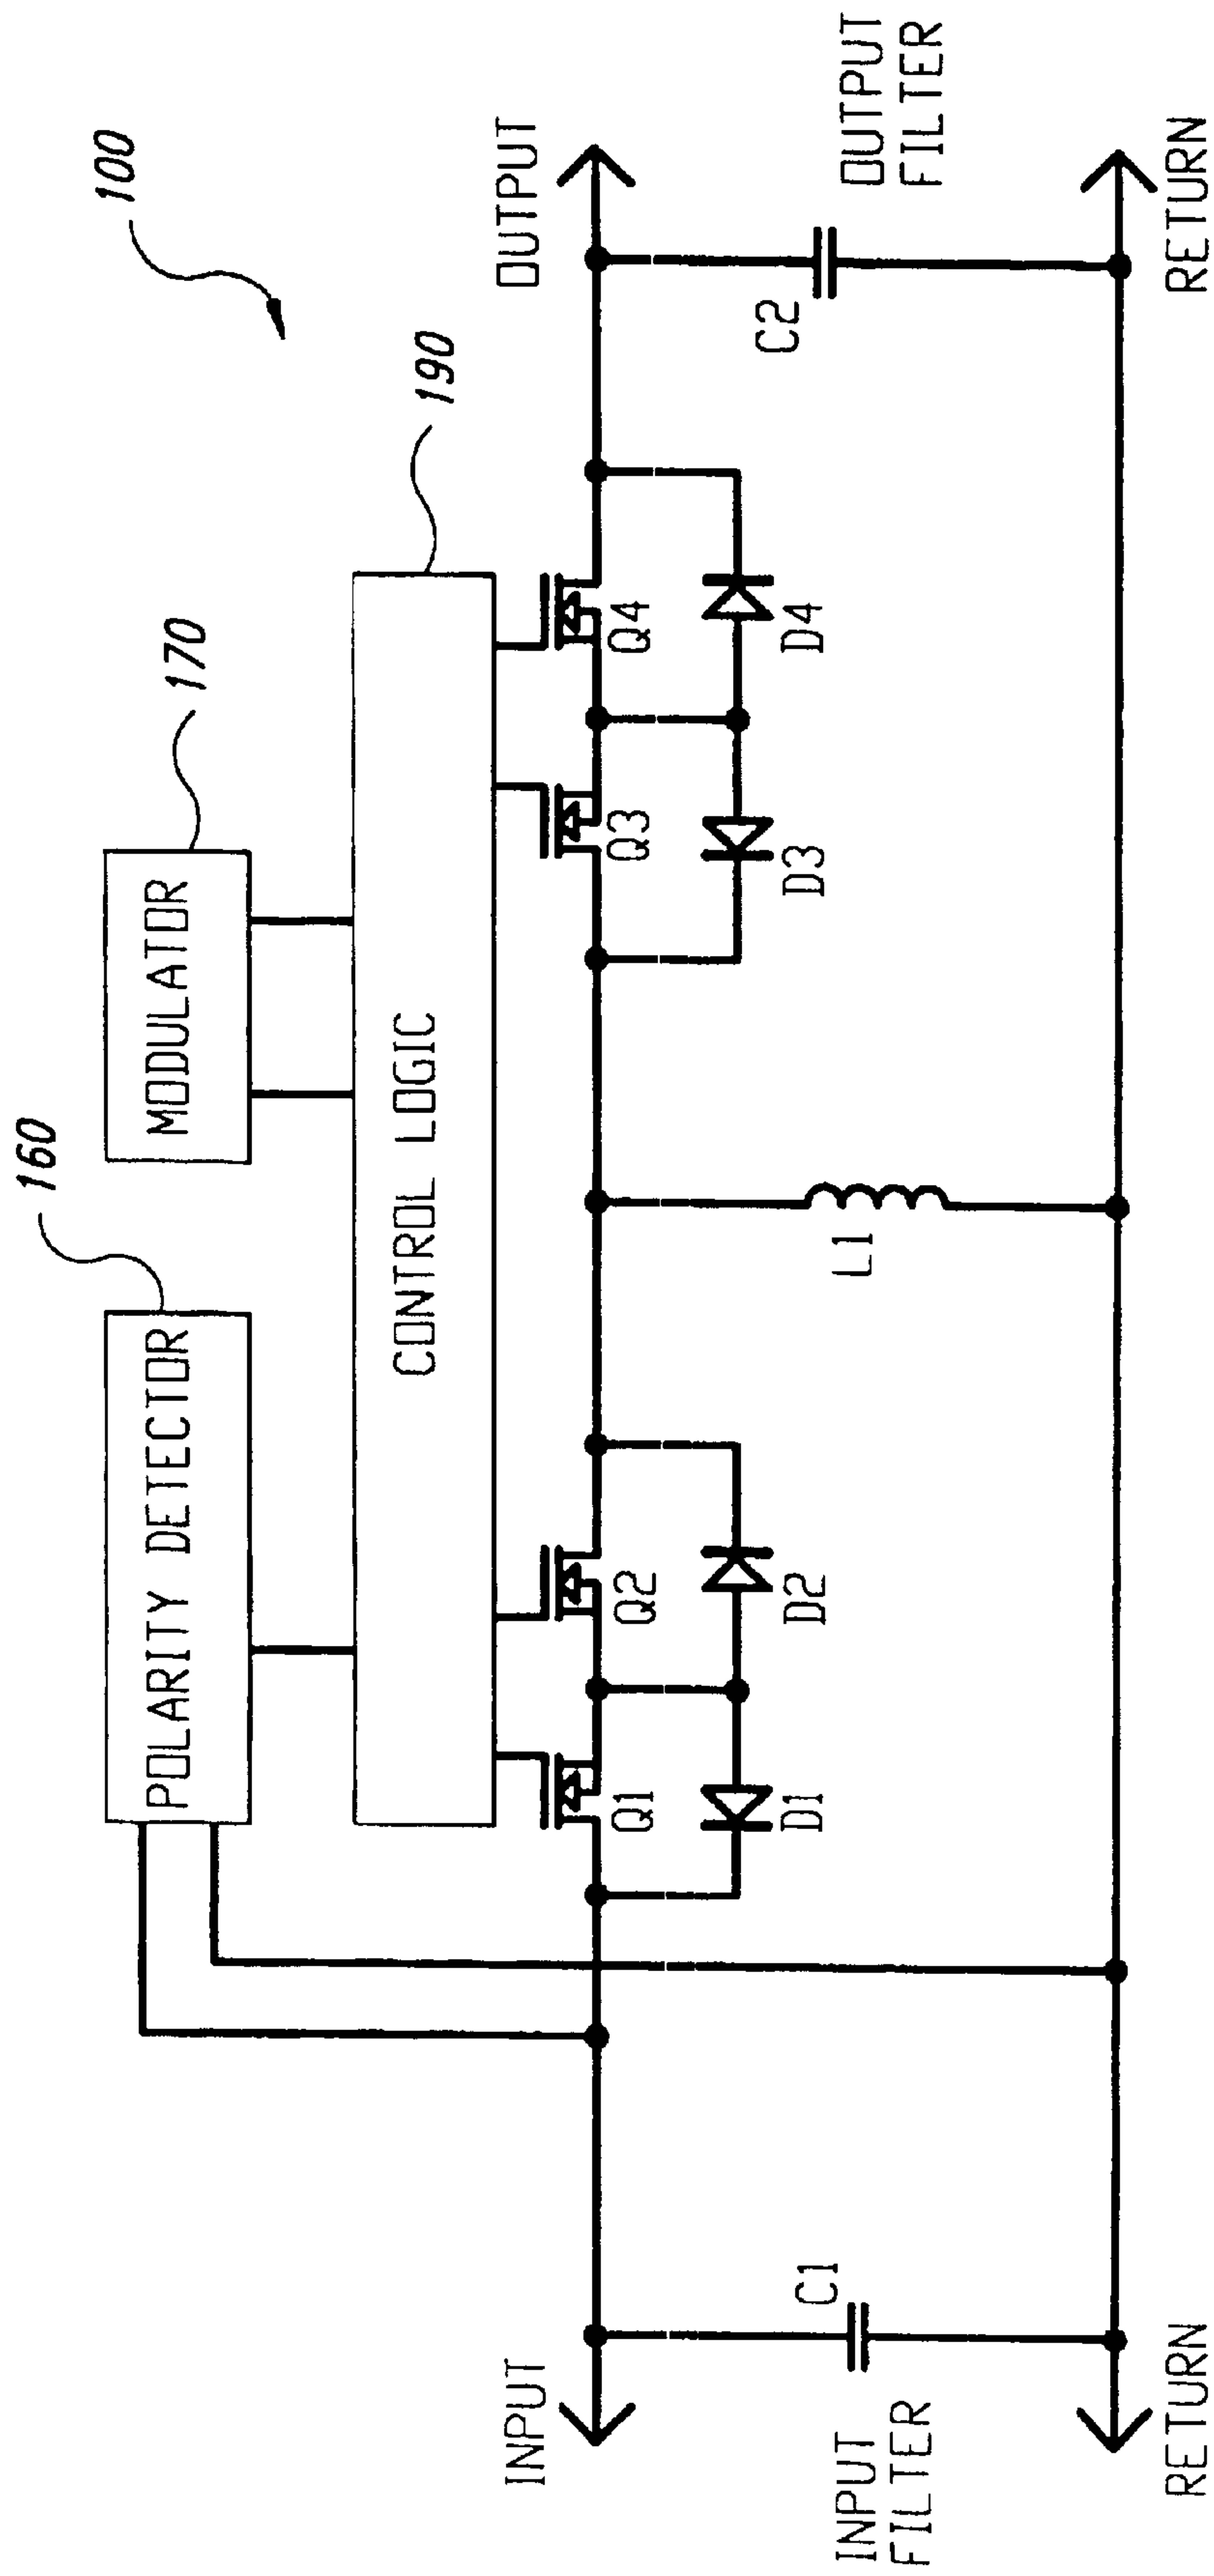 100
160
POLARITY DETECTOR
170
MODULATOR
190
CONTROL LOGIC
INPUT
Q1
Q2
Q3
Q4
OUTPUT
D1
D2
D3
D4
C1
INPUT
FILTER
L1
C2
OUTPUT
FILTER
RETURN
RETURN